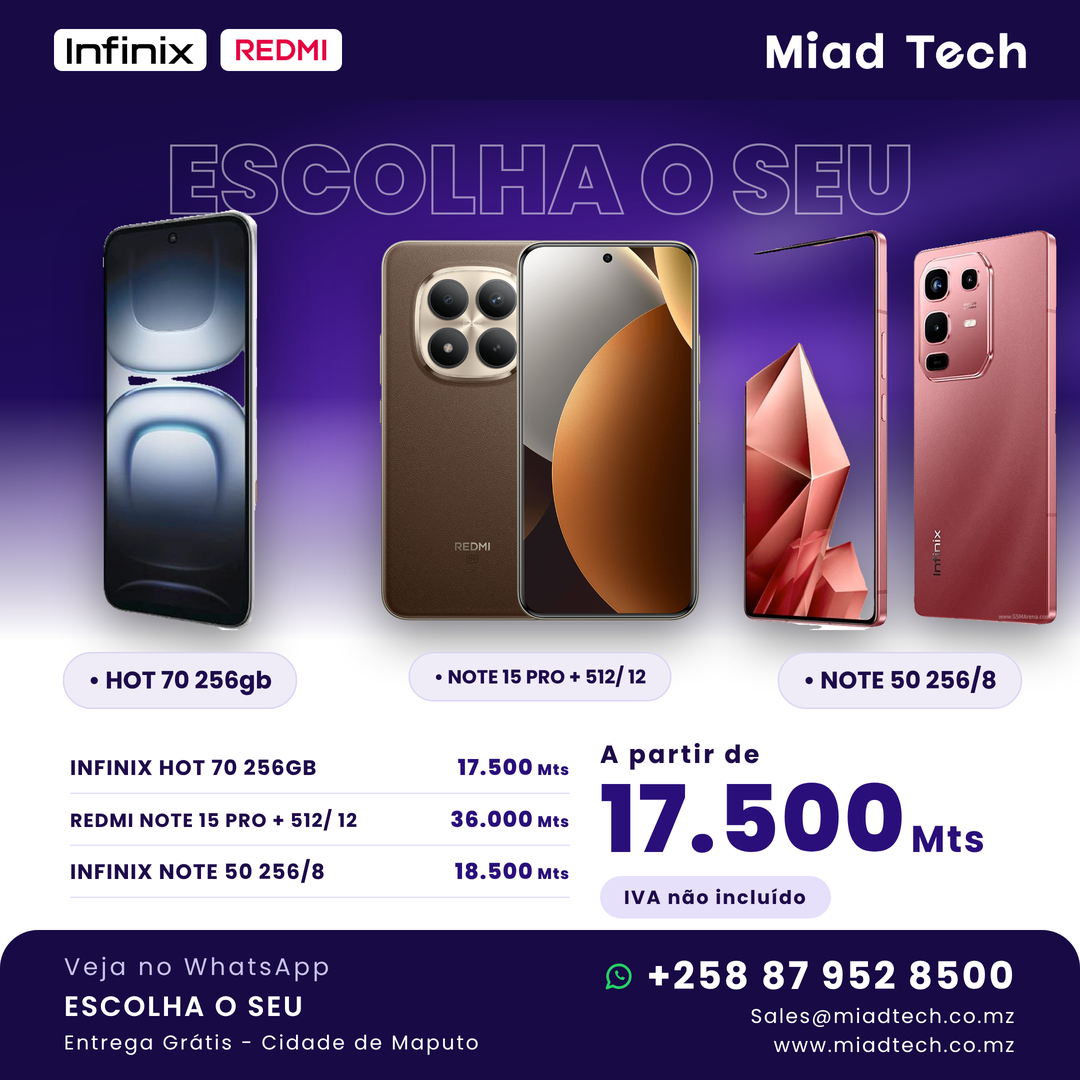 Infinix
REDMI
Miad Tech
ESCOLHA O SEU
REDMI
Infinix
www.GSMArena.com
• HOT 70 256gb
• NOTE 15 PRO + 512/ 12
• NOTE 50 256/8
INFINIX HOT 70 256GB 17.500 Mts
REDMI NOTE 15 PRO + 512/ 12 36.000 Mts
INFINIX NOTE 50 256/8 18.500 Mts
A partir de
17.500 Mts
IVA não incluído
Veja no WhatsApp
ESCOLHA O SEU
Entrega Grátis - Cidade de Maputo
+258 87 952 8500
Sales@miadtech.co.mz
www.miadtech.co.mz